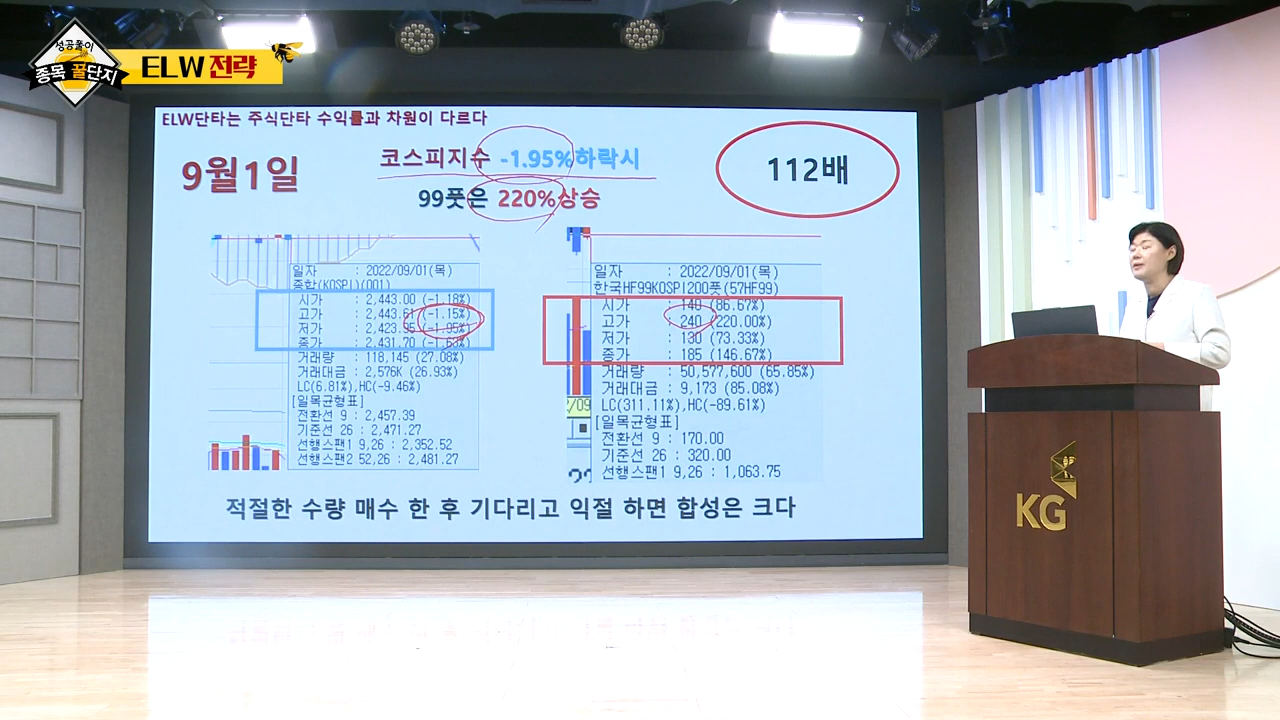 성공풀이
종목 꿀단지
ELW전략
ELW단타는 주식단타 수익률과 차원이 다르다
9월1일
코스피지수 -1.95%하락시
99풋은 220%상승
112배
일자 : 2022/09/01(목)
종합(KOSPI)(001)
시가 : 2,443.00 (-1.18%)
고가 : 2,443.61 (-1.15%)
저가 : 2,423.95 (-1.95%)
종가 : 2,431.70 (-1.63%)
거래량 : 118,145 (27.08%)
거래대금 : 2,576K (26.93%)
LC(6.81%),HC(-9.46%)
[일목균형표]
전환선 9 : 2,457.39
기준선 26 : 2,471.27
선행스팬1 9,26 : 2,352.52
선행스팬2 52,26 : 2,481.27
일자 : 2022/09/01(목)
한국HF99KOSPI200풋(57HF99)
시가 : 140 (86.67%)
고가 : 240 (220.00%)
저가 : 130 (73.33%)
종가 : 185 (146.67%)
거래량 : 50,577,600 (65.85%)
거래대금 : 9,173 (85.08%)
LC(311.11%),HC(-89.61%)
[일목균형표]
전환선 9 : 170.00
기준선 26 : 320.00
선행스팬1 9,26 : 1,063.75
적절한 수량 매수 한 후 기다리고 익절 하면 합성은 크다
KG